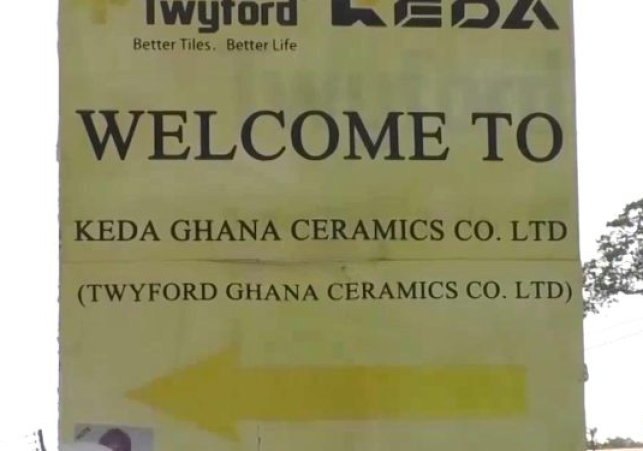 Twyford KEDA
Better Tiles. Better Life
WELCOME TO
KEDA GHANA CERAMICS CO. LTD
(TWYFORD GHANA CERAMICS CO. LTD)